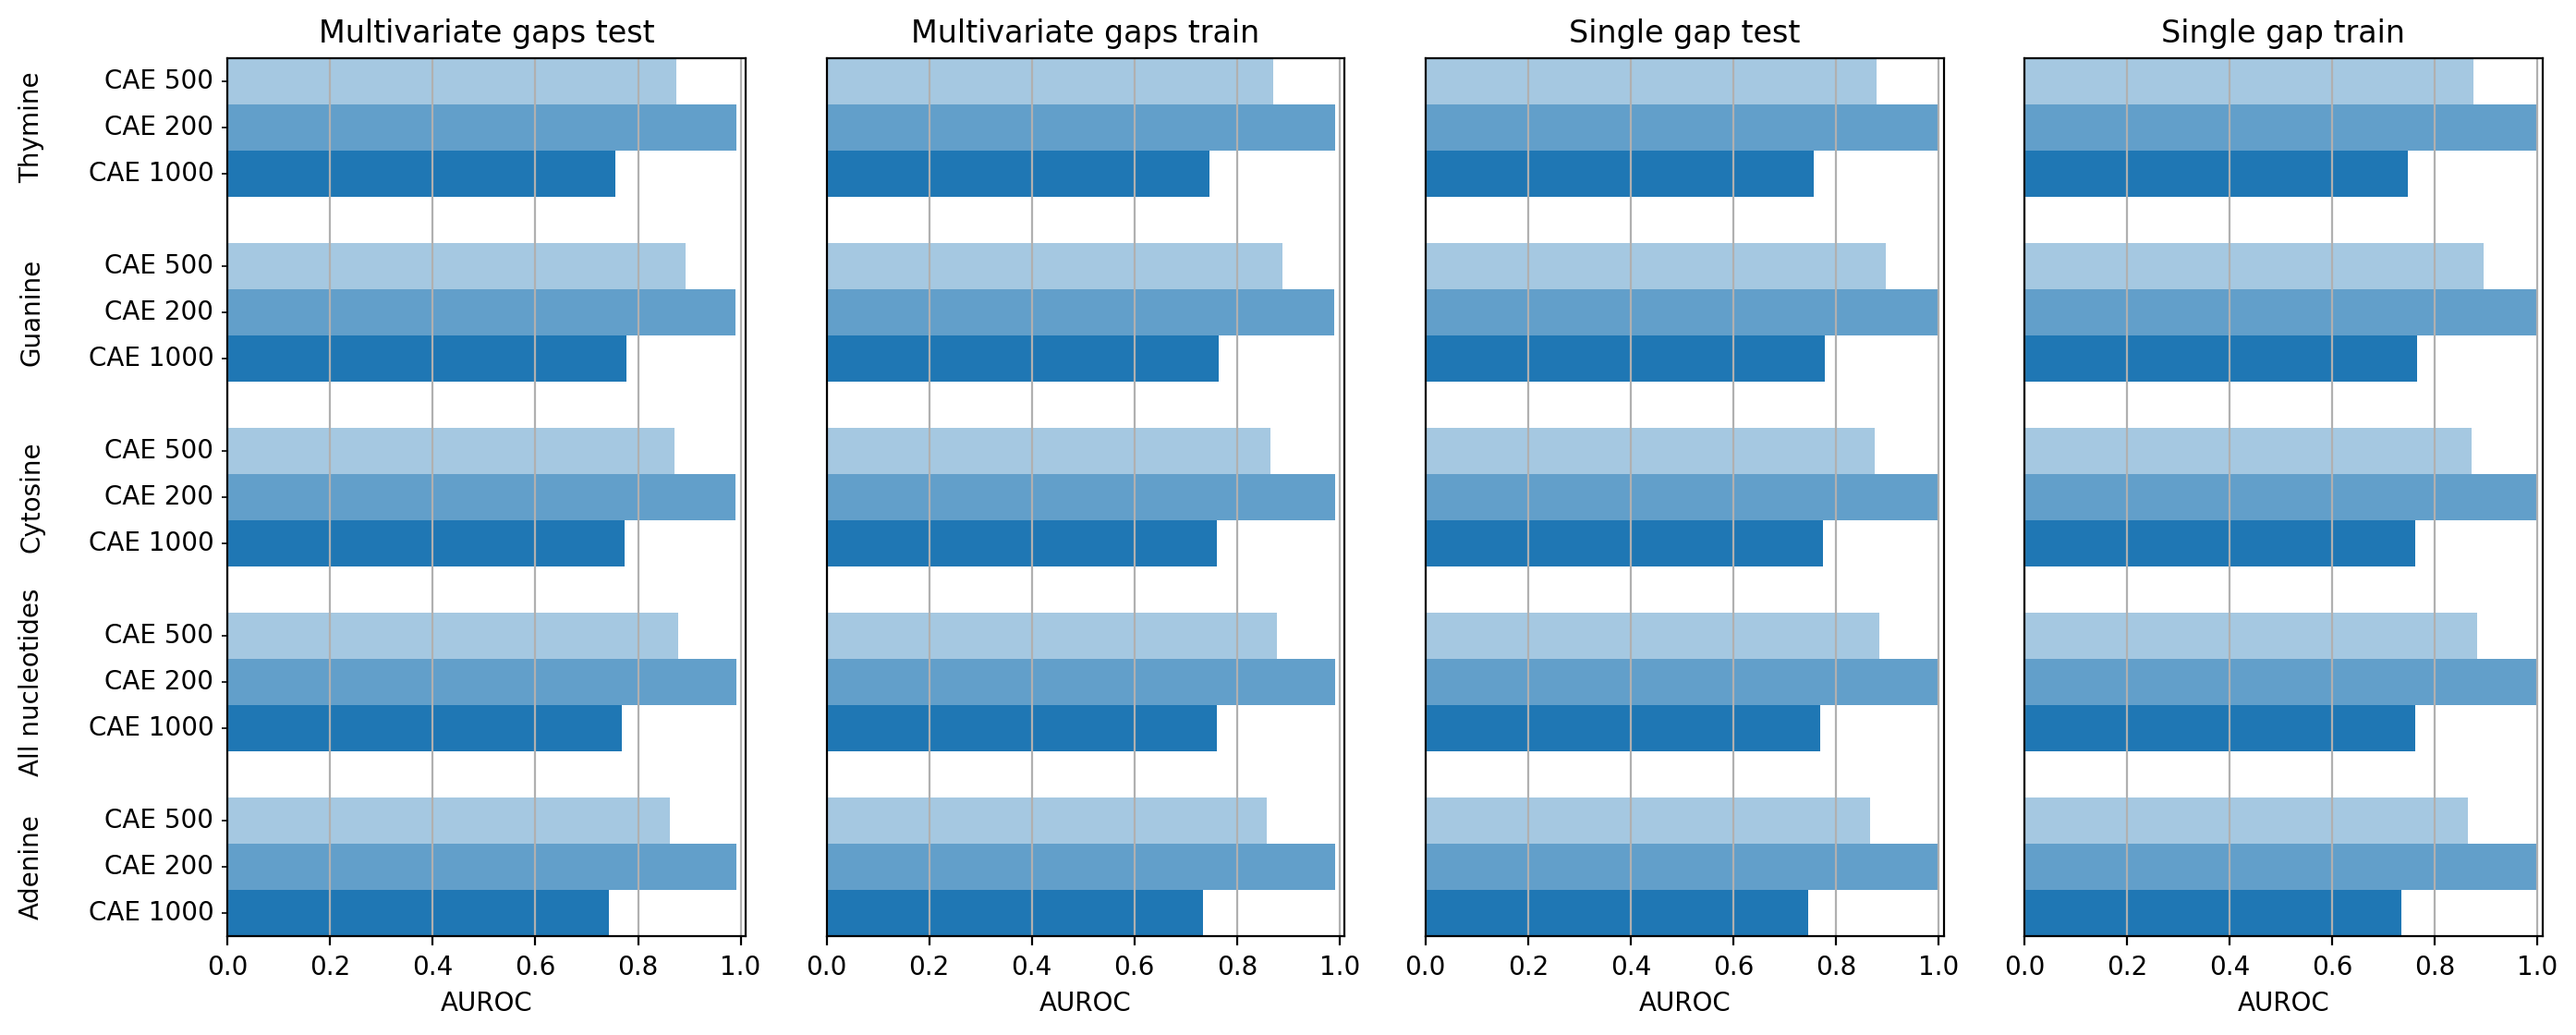 Multivariate gaps test
Multivariate gaps train
Single gap test
Single gap train
Thymine
CAE 500
CAE 200
CAE 1000
Guanine
CAE 500
CAE 200
CAE 1000
Cytosine
CAE 500
CAE 200
CAE 1000
All nucleotides
CAE 500
CAE 200
CAE 1000
Adenine
CAE 500
CAE 200
CAE 1000
0.0 0.2 0.4 0.6 0.8 1.0
AUROC
0.0 0.2 0.4 0.6 0.8 1.0
AUROC
0.0 0.2 0.4 0.6 0.8 1.0
AUROC
0.0 0.2 0.4 0.6 0.8 1.0
AUROC